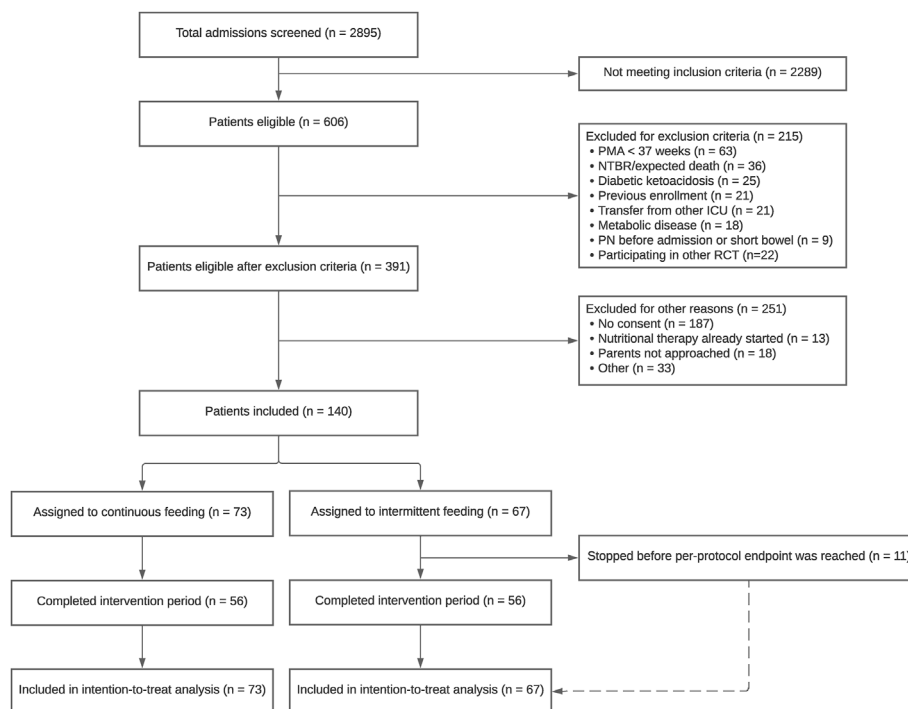 Total admissions screened (n = 2895)
Not meeting inclusion criteria (n = 2289)
Patients eligible (n = 606)
Excluded for exclusion criteria (n = 215)
• PMA < 37 weeks (n = 63)
• NTBR/expected death (n = 36)
• Diabetic ketoacidosis (n = 25)
• Previous enrollment (n = 21)
• Transfer from other ICU (n = 21)
• Metabolic disease (n = 18)
• PN before admission or short bowel (n = 9)
• Participating in other RCT (n=22)
Patients eligible after exclusion criteria (n = 391)
Excluded for other reasons (n = 251)
• No consent (n = 187)
• Nutritional therapy already started (n = 13)
• Parents not approached (n = 18)
• Other (n = 33)
Patients included (n = 140)
Assigned to continuous feeding (n = 73)
Assigned to intermittent feeding (n = 67)
Stopped before per-protocol endpoint was reached (n = 11)
Completed intervention period (n = 56)
Completed intervention period (n = 56)
Included in intention-to-treat analysis (n = 73)
Included in intention-to-treat analysis (n = 67)